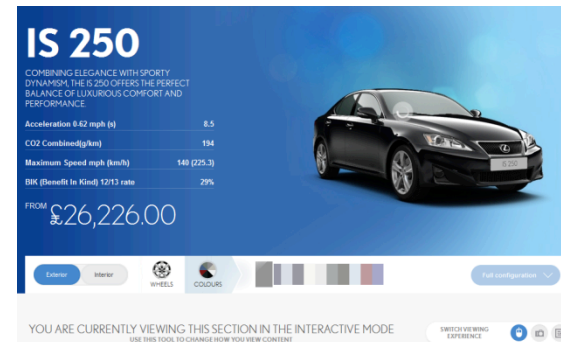 IS 250
COMBINING ELEGANCE WITH SPORTY
DYNAMISM, THE IS 250 OFFERS THE PERFECT
BALANCE OF LUXURIOUS COMFORT AND
PERFORMANCE.
Acceleration 0-62 mph (s) 8.5
CO2 Combined(g/km) 194
Maximum Speed mph (km/h) 140 (225.3)
BIK (Benefit In Kind) 12/13 rate 29%
FROM £26,226.00
IS 250
Exterior Interior WHEELS COLOURS Full configuration
YOU ARE CURRENTLY VIEWING THIS SECTION IN THE INTERACTIVE MODE
USE THIS TOOL TO CHANGE HOW YOU VIEW CONTENT
SWITCH VIEWING
EXPERIENCE